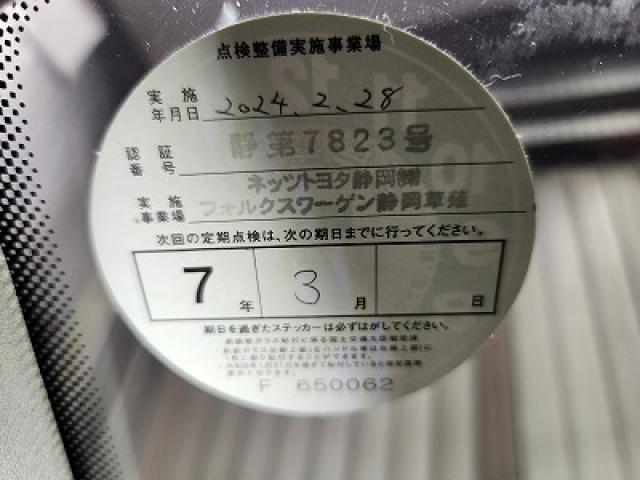 点検整備実施事業場
実施
年月日 2024.2.28
認証
番号 静第7823号
ネッツトヨタ静岡㈱
実施
事業場 フォルクスワーゲン静岡草薙
次回の定期点検は、次の期日までに行ってください。
7年 3月 日
期日を過ぎたステッカーは必ずはがしてください。
F 650062
12
11
10